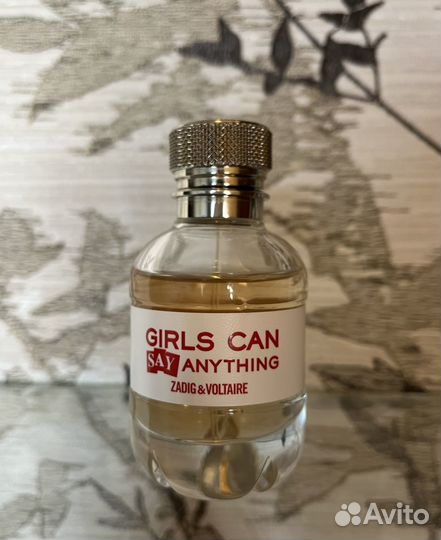 GIRLS CAN
SAY ANYTHING
ZADIG&VOLTAIRE
Avito